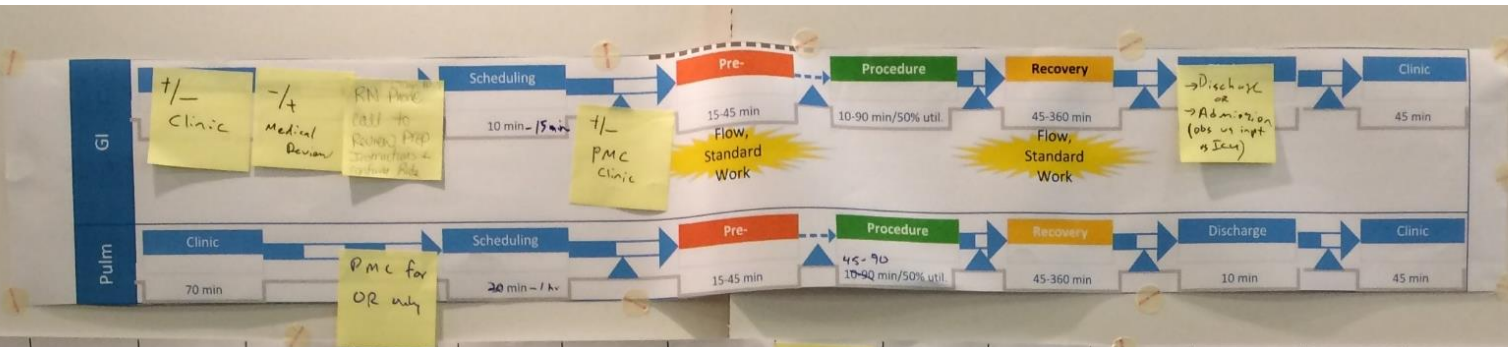 GI
+/-
Clinic
-/+
Medical
Review
RN Phone
call to
Review Prep
Instructions &
Scheduling
10 min - 15 min
+/-
PMC
Clinic
Pre-
15-45 min
Flow,
Standard
Work
Procedure
10-90 min/50% util.
Recovery
45-360 min
Flow,
Standard
Work
→ Discharge
OR
→ Admission
(obs vs inpt
vs ICU)
Clinic
45 min
Pulm
Clinic
70 min
PMC for
OR only
Scheduling
20 min - 1 hr
Pre-
15-45 min
Procedure
45-90
10-90 min/50% util.
Recovery
45-360 min
Discharge
10 min
Clinic
45 min